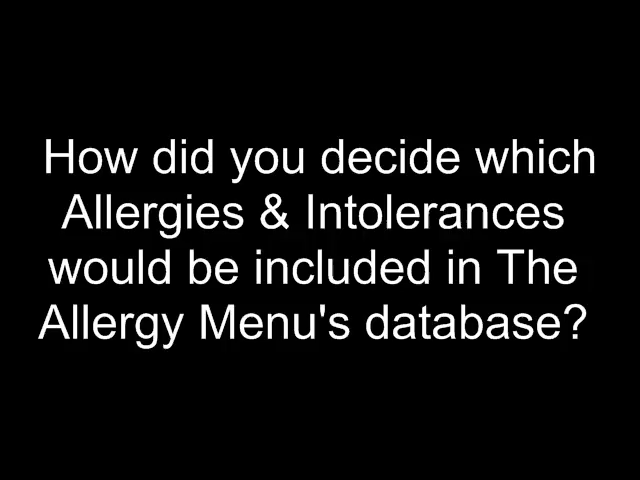 How did you decide which
Allergies & Intolerances
would be included in The
Allergy Menu's database?